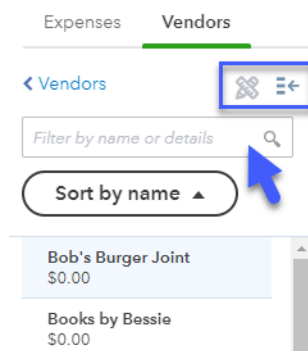 Expenses Vendors
Vendors
Filter by name or details
Sort by name
Bob's Burger Joint
$0.00
Books by Bessie
$0.00